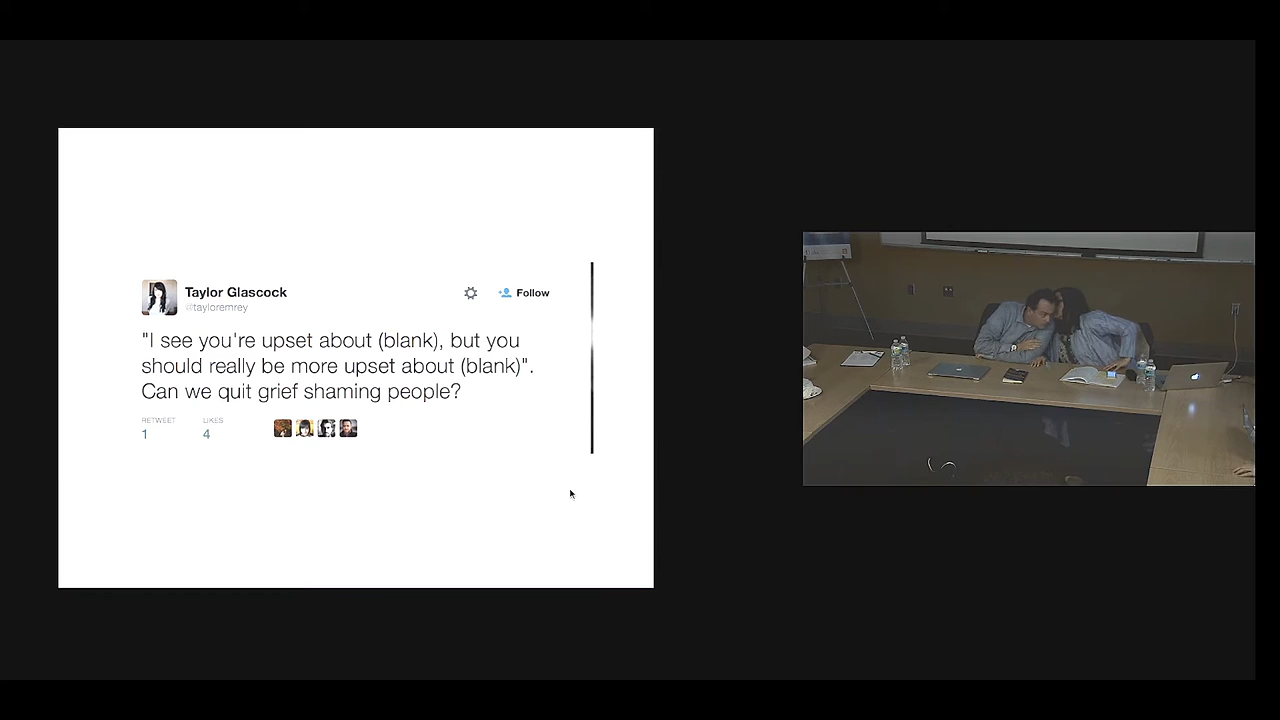 Taylor Glascock
@tayloremrey
Follow
"I see you're upset about (blank), but you
should really be more upset about (blank)".
Can we quit grief shaming people?
RETWEET LIKES
1 4